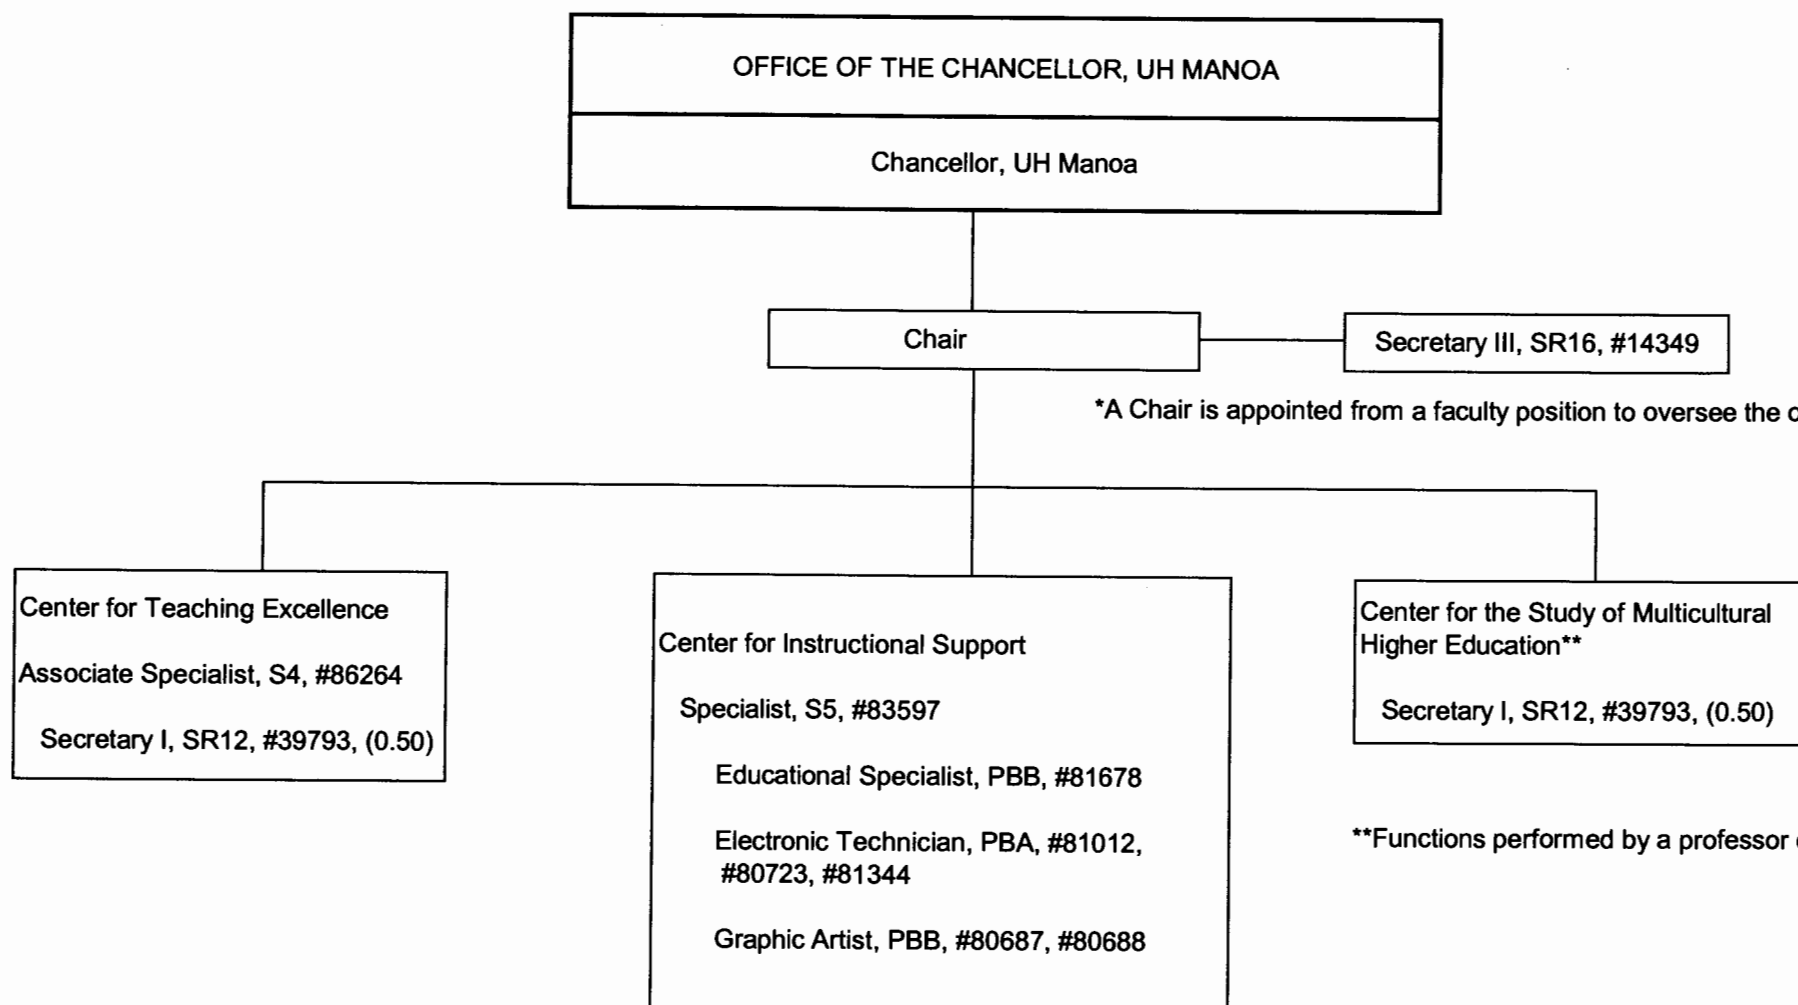 OFFICE OF THE CHANCELLOR, UH MANOA
Chancellor, UH Manoa
Chair
Secretary III, SR16, #14349
*A Chair is appointed from a faculty position to oversee the
Center for Teaching Excellence
Associate Specialist, S4, #86264
Secretary I, SR12, #39793, (0.50)
Center for Instructional Support
Specialist, S5, #83597
Educational Specialist, PBB, #81678
Electronic Technician, PBA, #81012,
#80723, #81344
Graphic Artist, PBB, #80687, #80688
Center for the Study of Multicultural
Higher Education**
Secretary I, SR12, #39793, (0.50)
**Functions performed by a professor